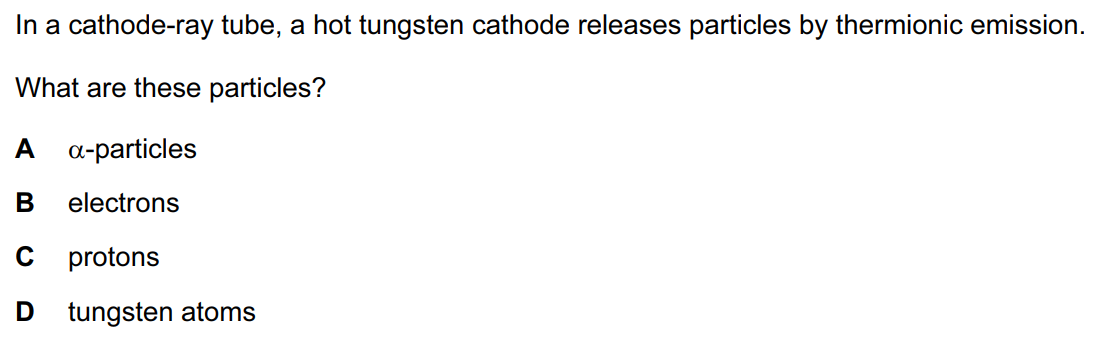 In a cathode-ray tube, a hot tungsten cathode releases particles by thermionic emission.
What are these particles?
A α-particles
B electrons
C protons
D tungsten atoms